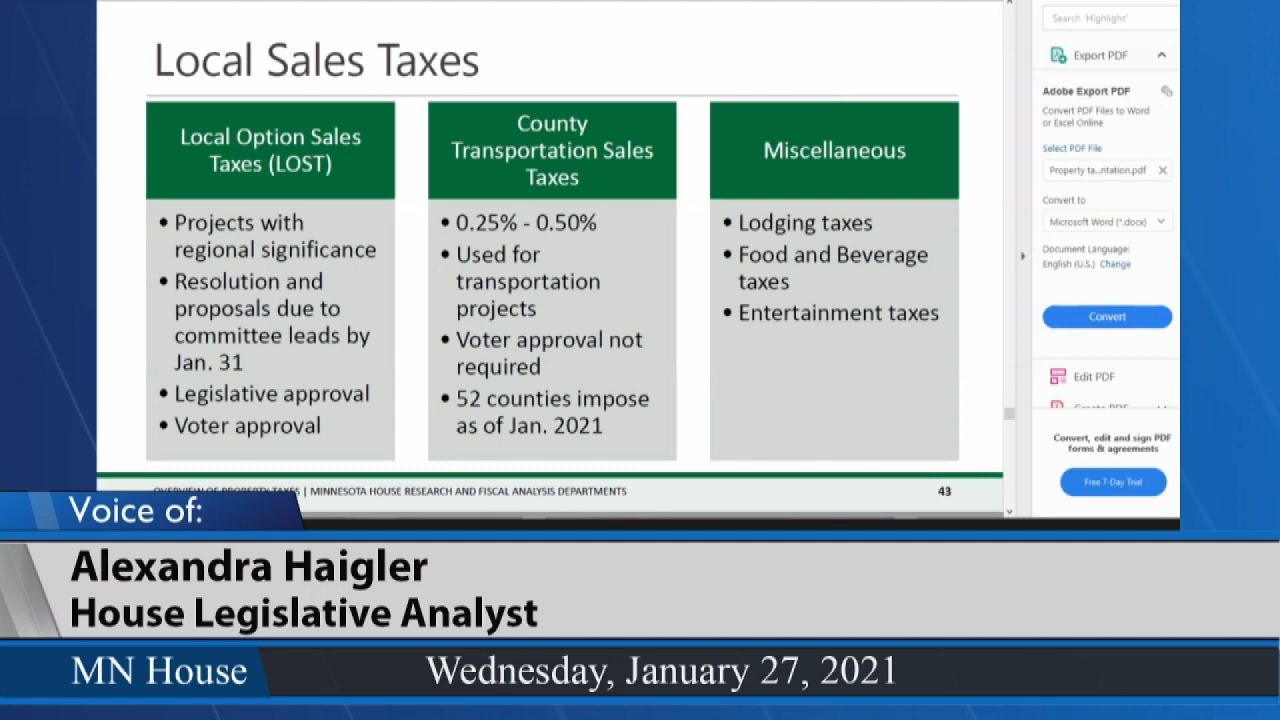 Local Sales Taxes
Local Option Sales
Taxes (LOST)
• Projects with
regional significance
• Resolution and
proposals due to
committee leads by
Jan. 31
• Legislative approval
• Voter approval
County
Transportation Sales
Taxes
• 0.25% - 0.50%
• Used for
transportation
projects
• Voter approval not
required
• 52 counties impose
as of Jan. 2021
Miscellaneous
• Lodging taxes
• Food and Beverage
taxes
• Entertainment taxes
OVERVIEW OF PROPERTY TAXES | MINNESOTA HOUSE RESEARCH AND FISCAL ANALYSIS DEPARTMENTS
43
Search 'Highlight'
Export PDF
Adobe Export PDF
Convert PDF Files to Word
or Excel Online
Select PDF File
Property ta...ntation.pdf
Convert to
Microsoft Word (*.docx)
Document Language:
English (U.S.) Change
Convert
Edit PDF
Create PDF
Convert, edit and sign PDF
forms & agreements
Free 7-Day Trial
Voice of:
Alexandra Haigler
House Legislative Analyst
MN House
Wednesday, January 27, 2021